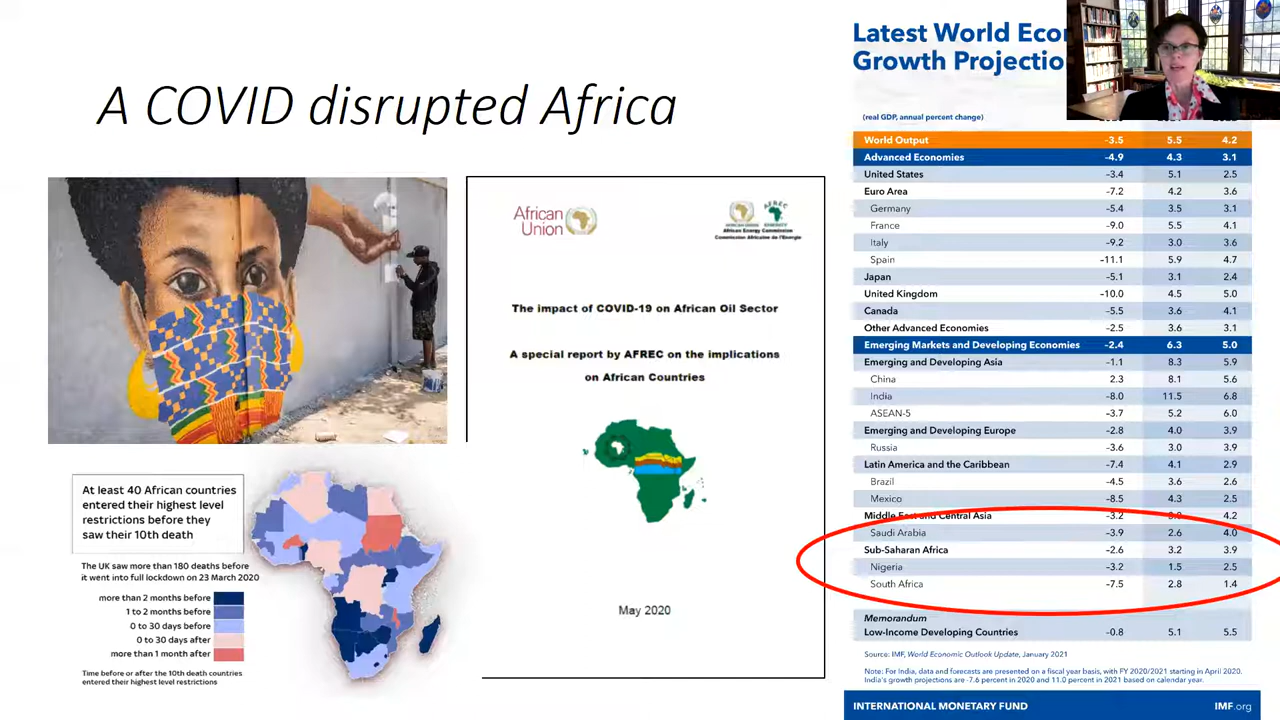 A COVID disrupted Africa
At least 40 African countries
entered their highest level
restrictions before they
saw their 10th death
The UK saw more than 180 deaths before
it went into full lockdown on 23 March 2020
more than 2 months before
1 to 2 months before
0 to 30 days before
0 to 30 days after
more than 1 month after
Time before or after the 10th death countries
entered their highest level restrictions
African
Union
African Energy Commission
Commission Africaine de l'Energie
The impact of COVID-19 on African Oil Sector
A special report by AFREC on the implications
on African Countries
May 2020
Latest World
Growth
(real GDP, annual percent change)
World Output -3.5 5.5 4.2
Advanced Economies -4.9 4.3 3.1
United States -3.4 5.1 2.5
Euro Area -7.2 4.2 3.6
Germany -5.4 3.5 3.1
France -9.0 5.5 4.1
Italy -9.2 3.0 3.6
Spain -11.1 5.9 4.7
Japan -5.1 3.1 2.4
United Kingdom -10.0 4.5 5.0
Canada -5.5 3.6 4.1
Other Advanced Economies -2.5 3.6 3.1
Emerging Markets and Developing Economies -2.4 6.3 5.0
Emerging and Developing Asia -1.1 8.3 5.9
China 2.3 8.1 5.6
India -8.0 11.5 6.8
ASEAN-5 -3.7 5.2 6.0
Emerging and Developing Europe -2.8 4.0 3.9
Russia -3.6 3.0 3.9
Latin America and the Caribbean -7.4 4.1 2.9
Brazil -4.5 3.6 2.6
Mexico -8.5 4.3 2.5
Middle East and Central Asia -3.2 4.2
Saudi Arabia -3.9 2.6 4.0
Sub-Saharan Africa -2.6 3.2 3.9
Nigeria -3.2 1.5 2.5
South Africa -7.5 2.8 1.4
Memorandum
Low-Income Developing Countries -0.8 5.1 5.5
Source: IMF, World Economic Outlook Update, January 2021
Note: For India, data and forecasts are presented on a fiscal year basis, with FY 2020/2021 starting in April 2020.
India's growth projections are -7.6 percent in 2020 and 11.0 percent in 2021 based on calendar year.
INTERNATIONAL MONETARY FUND IMF.org